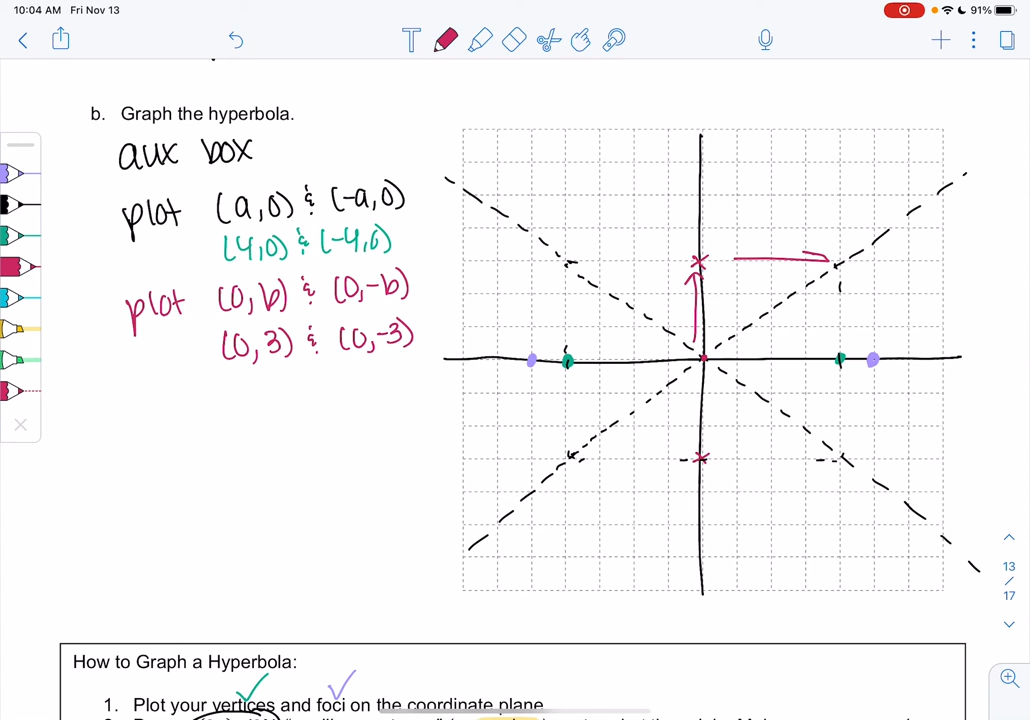 10:04 AM Fri Nov 13
91%
T
b. Graph the hyperbola.
aux box
plot (a,0) & (-a,0)
(4,0) & (-4,0)
plot (0,b) & (0,-b)
(0,3) & (0,-3)
13
/
17
How to Graph a Hyperbola:
1. Plot your vertices and foci on the coordinate plane